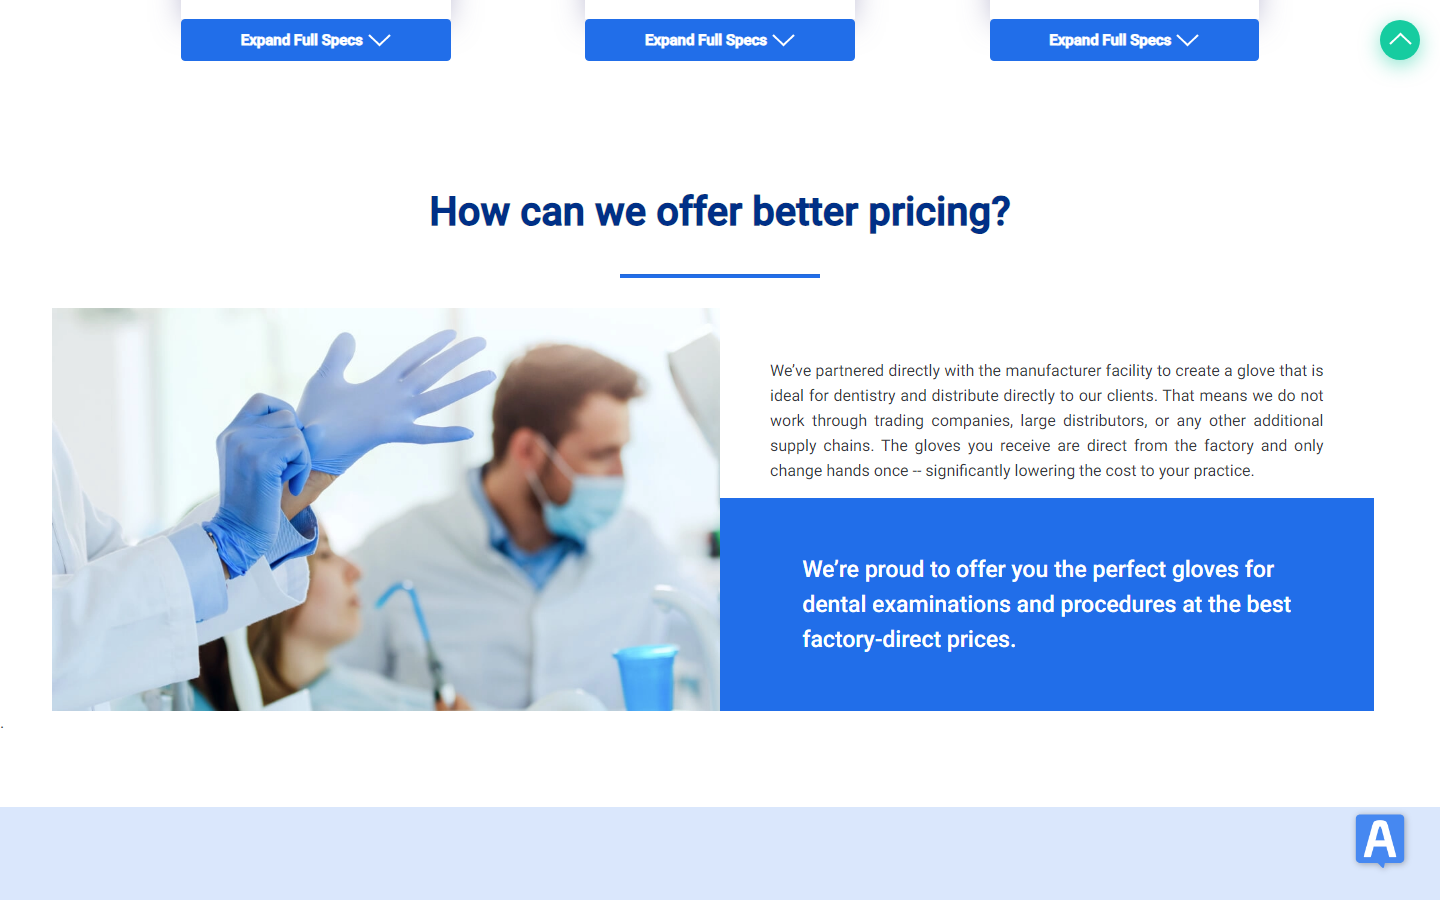 Expand Full Specs
Expand Full Specs
Expand Full Specs
How can we offer better pricing?
We’ve partnered directly with the manufacturer facility to create a glove that is
ideal for dentistry and distribute directly to our clients. That means we do not
work through trading companies, large distributors, or any other additional
supply chains. The gloves you receive are direct from the factory and only
change hands once -- significantly lowering the cost to your practice.
We’re proud to offer you the perfect gloves for
dental examinations and procedures at the best
factory-direct prices.
.
A